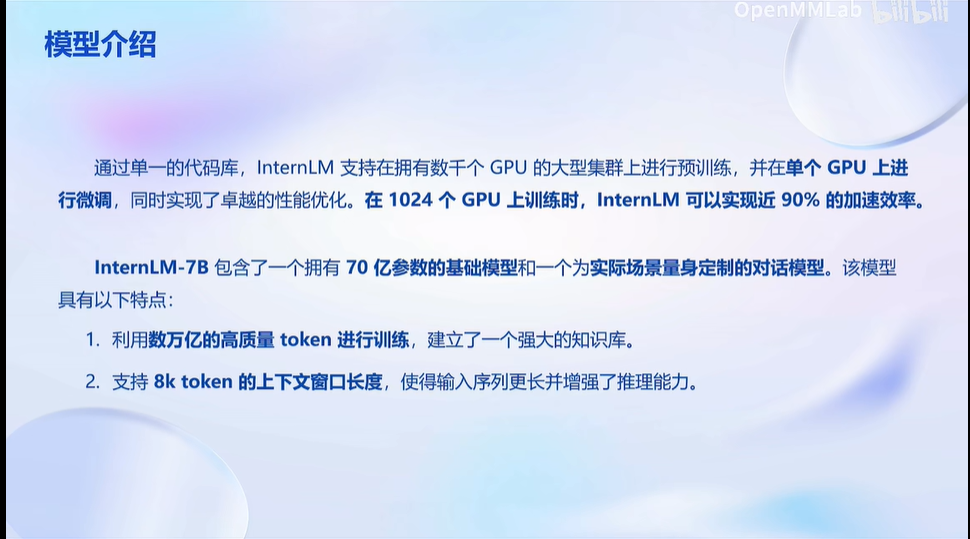 OpenMMLab bilibili
模型介绍
通过单一的代码库，InternLM 支持在拥有数千个 GPU 的大型集群上进行预训练，并在单个 GPU 上进
行微调，同时实现了卓越的性能优化。在 1024 个 GPU 上训练时，InternLM 可以实现近 90% 的加速效率。
InternLM-7B 包含了一个拥有 70 亿参数的基础模型和一个为实际场景量身定制的对话模型。该模型
具有以下特点：
1. 利用数万亿的高质量 token 进行训练，建立了一个强大的知识库。
2. 支持 8k token 的上下文窗口长度，使得输入序列更长并增强了推理能力。